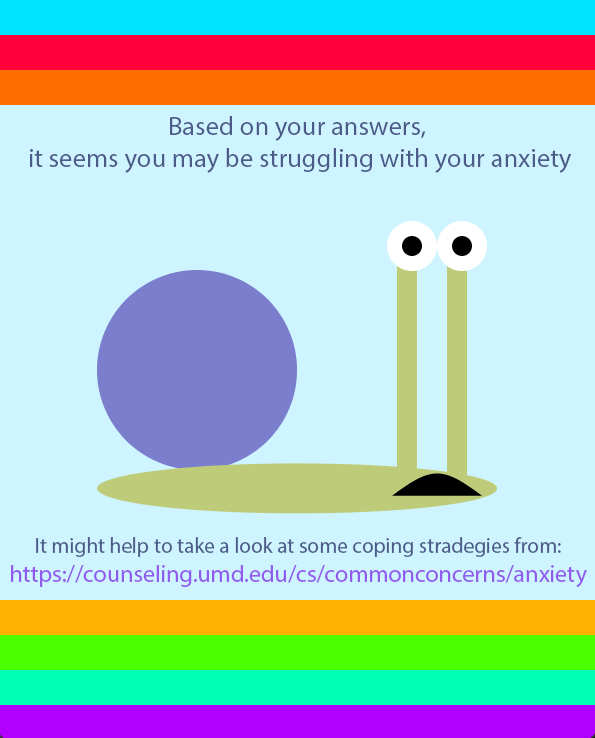 Based on your answers,
it seems you may be struggling with your anxiety
It might help to take a look at some coping stradegies from:
https://counseling.umd.edu/cs/commonconcerns/anxiety